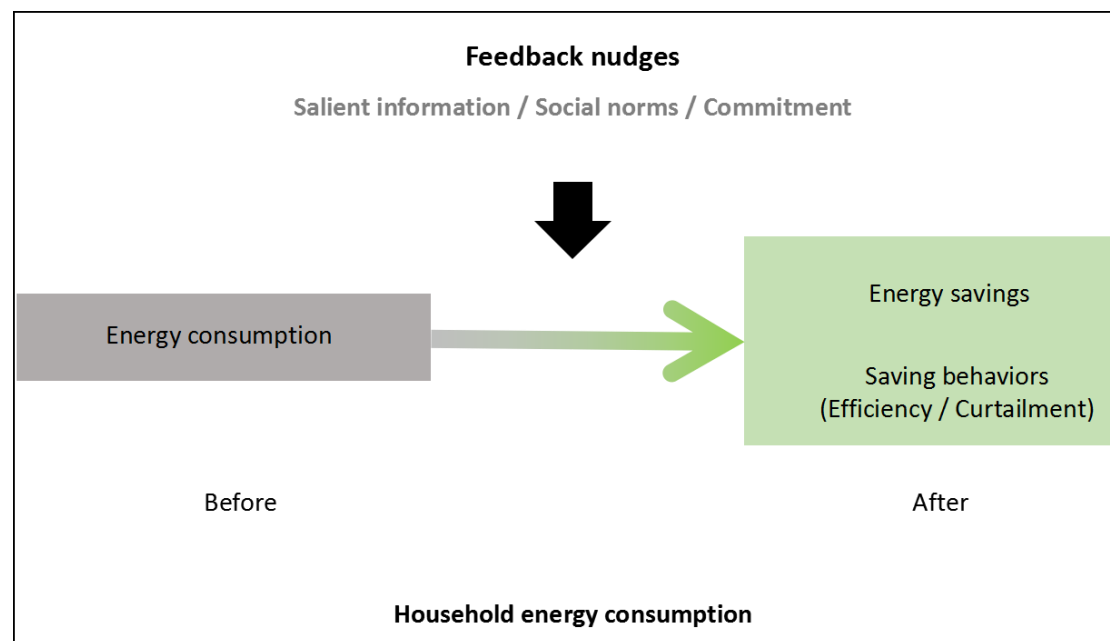 Feedback nudges
Salient information / Social norms / Commitment
Energy consumption
Energy savings
Saving behaviors
(Efficiency / Curtailment)
Before
After
Household energy consumption